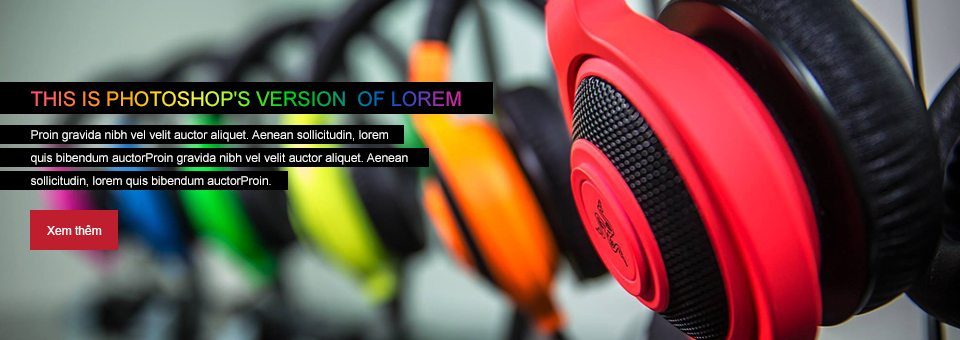 THIS IS PHOTOSHOP'S VERSION OF LOREM
Proin gravida nibh vel velit auctor aliquet. Aenean sollicitudin, lorem
quis bibendum auctorProin gravida nibh vel velit auctor aliquet. Aenean
sollicitudin, lorem quis bibendum auctorProin.
Xem thêm